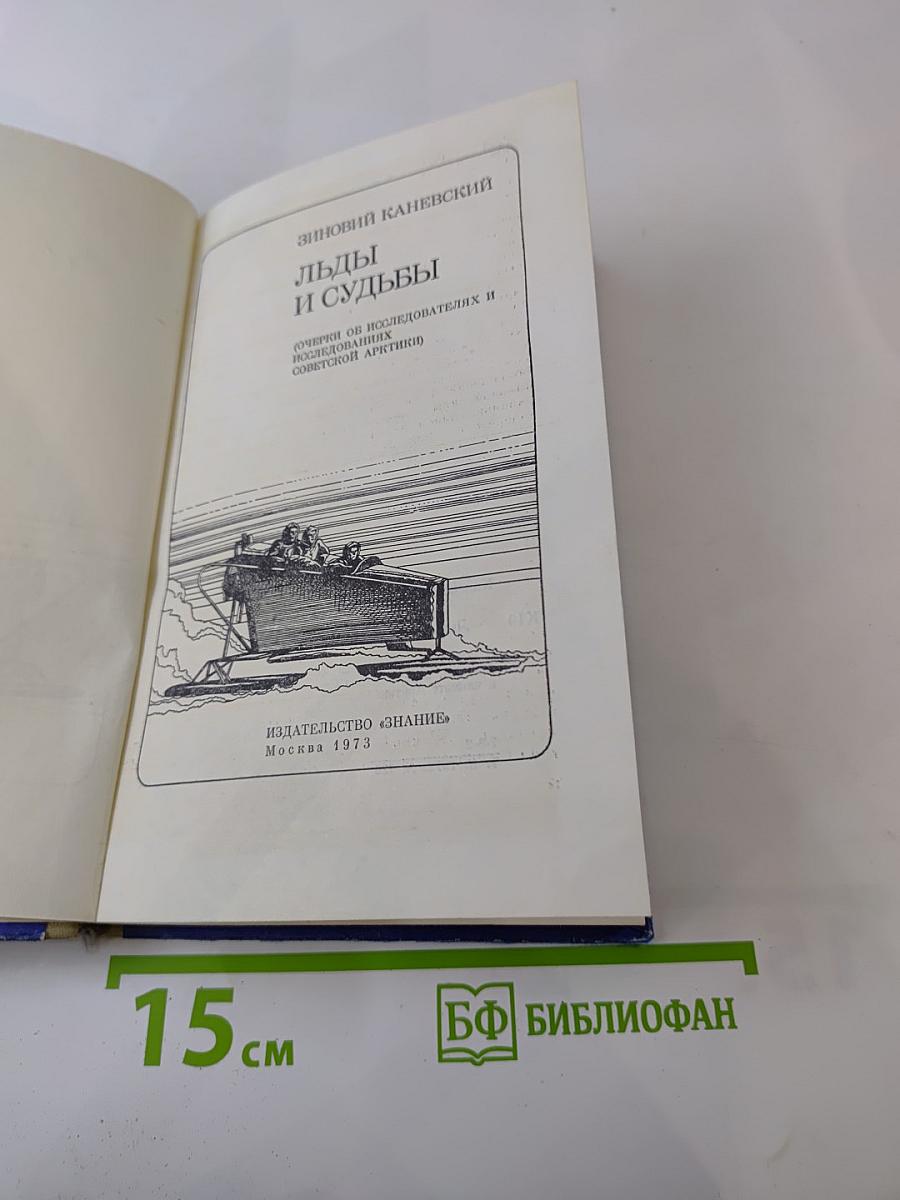 ЗИНОВИЙ КАНЕВСКИЙ
ЛЬДЫ
И СУДЬБЫ
(ОЧЕРКИ ОБ ИССЛЕДОВАТЕЛЯХ И
ИССЛЕДОВАНИЯХ
СОВЕТСКОЙ АРКТИКИ)
ИЗДАТЕЛЬСТВО «ЗНАНИЕ»
Москва 1973
15 см
БФ БИБЛИОФАН